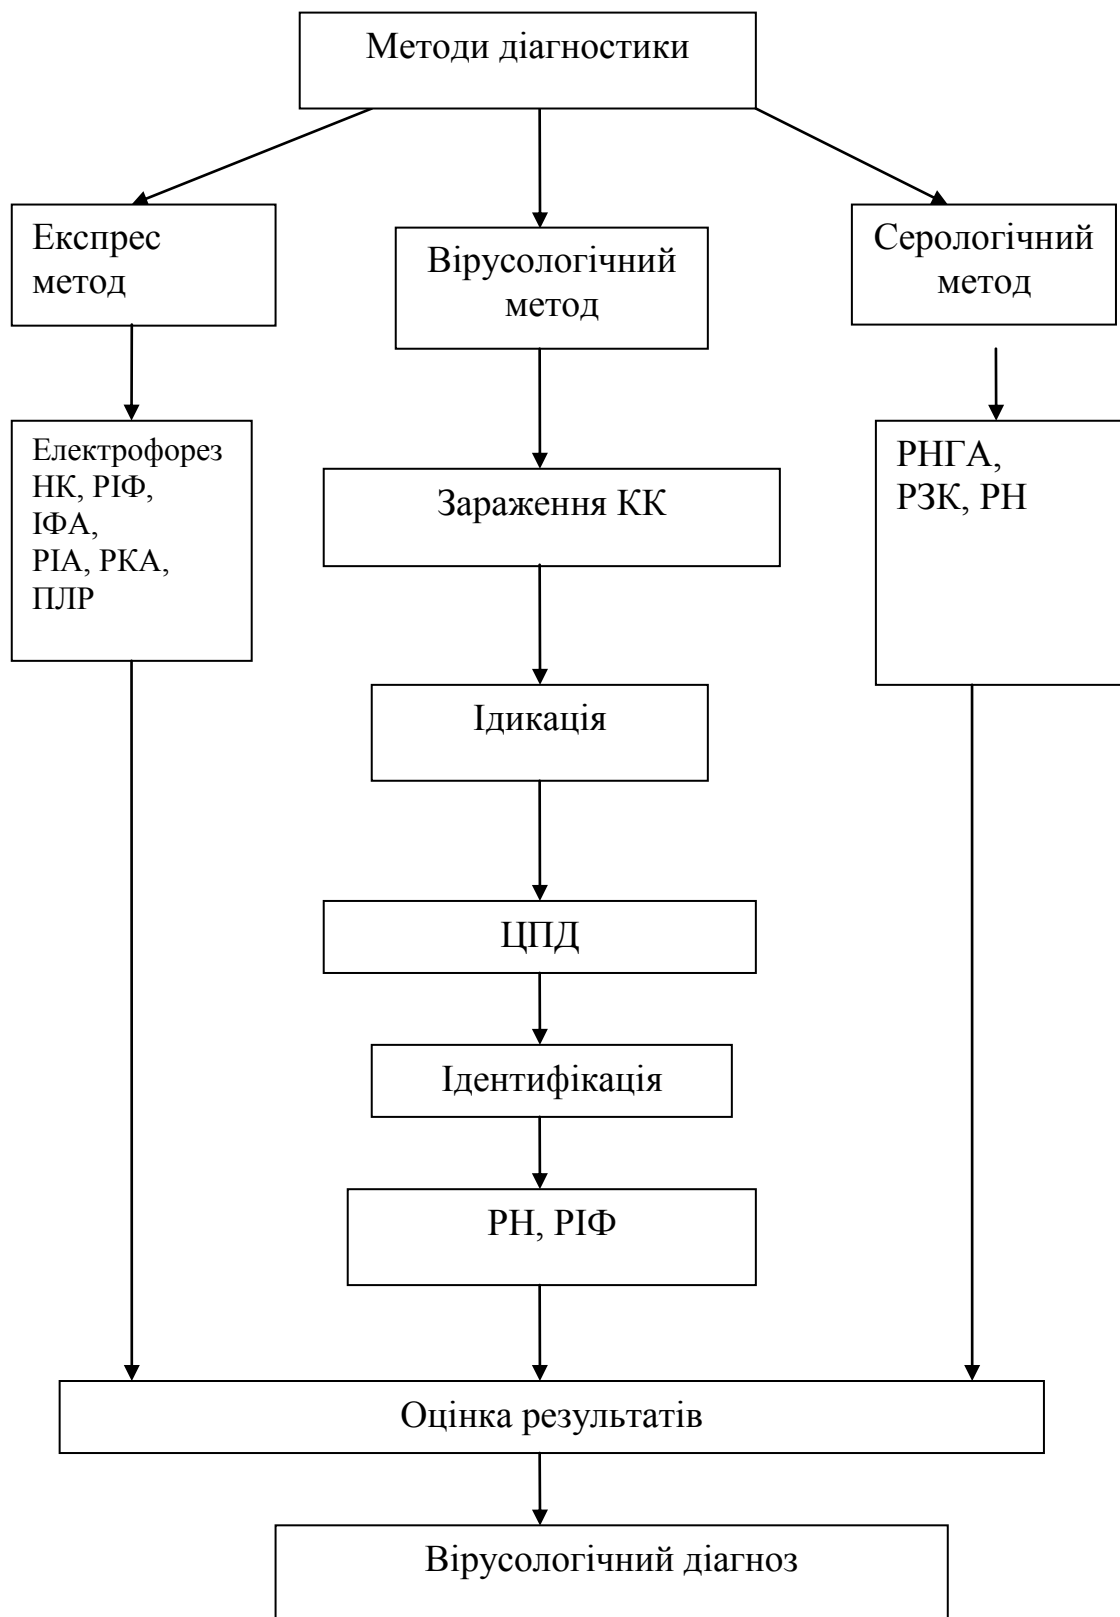 Методи діагностики
Експрес
метод
Вірусологічний
метод
Серологічний
метод
Електрофорез
НК, РІФ,
ІФА,
РІА, РКА,
ПЛР
Зараження КК
РНГА,
РЗК, РН
Ідикація
ЦПД
Ідентифікація
РН, РІФ
Оцінка результатів
Вірусологічний діагноз